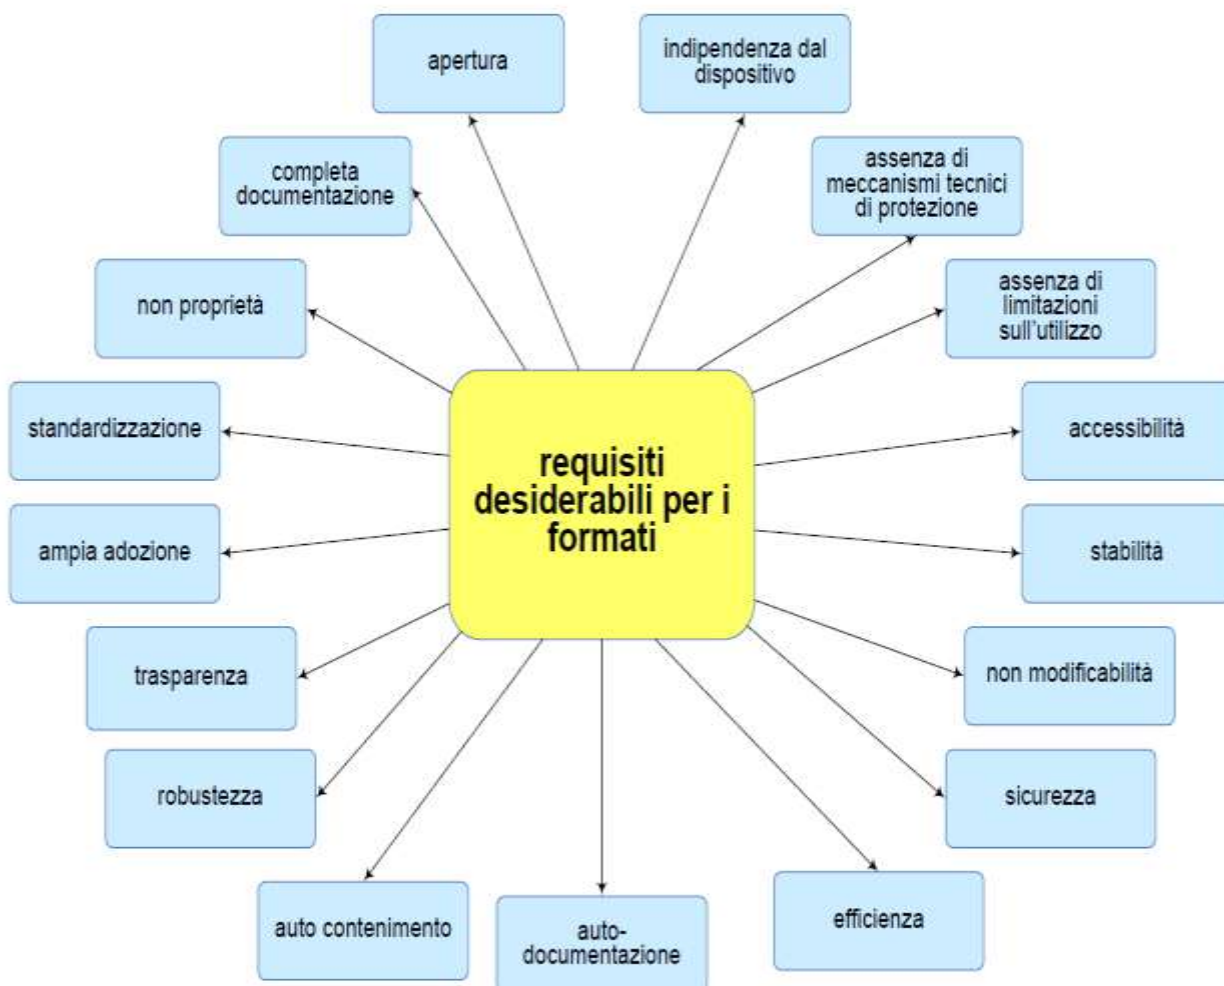 apertura
indipendenza dal
dispositivo
completa
documentazione
assenza di
meccanismi tecnici
di protezione
non proprietà
assenza di
limitazioni
sull'utilizzo
standardizzazione
accessibilità
requisiti
desiderabili per i
formati
ampia adozione
stabilità
trasparenza
non modificabilità
robustezza
sicurezza
auto contenimento
auto-
documentazione
efficienza